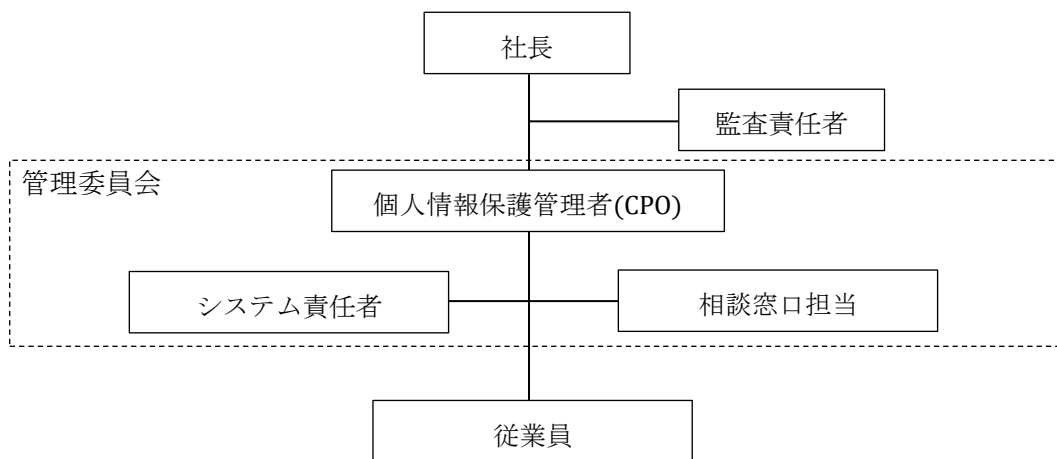 社長
監査責任者
管理委員会
個人情報保護管理者(CPO)
システム責任者
相談窓口担当
従業員